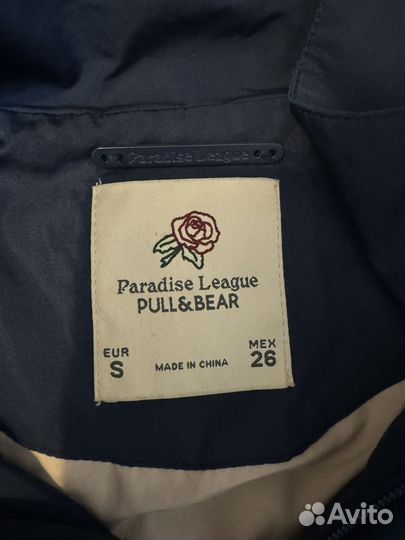 Paradise League
Paradise League
PULL&BEAR
EUR
S
MADE IN CHINA
MEX
26
Avito